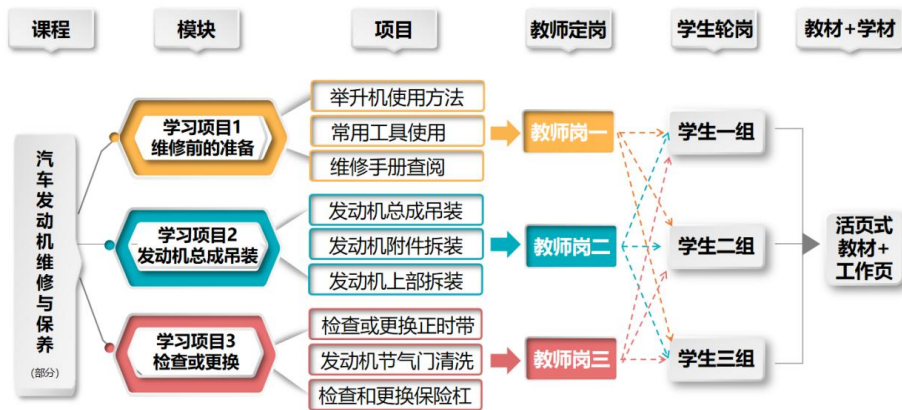 课程
模块
项目
教师定岗
学生轮岗
教材+学材
汽车发动机维修与保养
(部分)
学习项目1
维修前的准备
举升机使用方法
常用工具使用
维修手册查阅
教师岗一
学生一组
学习项目2
发动机总成吊装
发动机总成吊装
发动机附件拆装
发动机上部拆装
教师岗二
学生二组
活页式
教材+
工作页
学习项目3
检查或更换
检查或更换正时带
发动机节气门清洗
检查和更换保险杠
教师岗三
学生三组